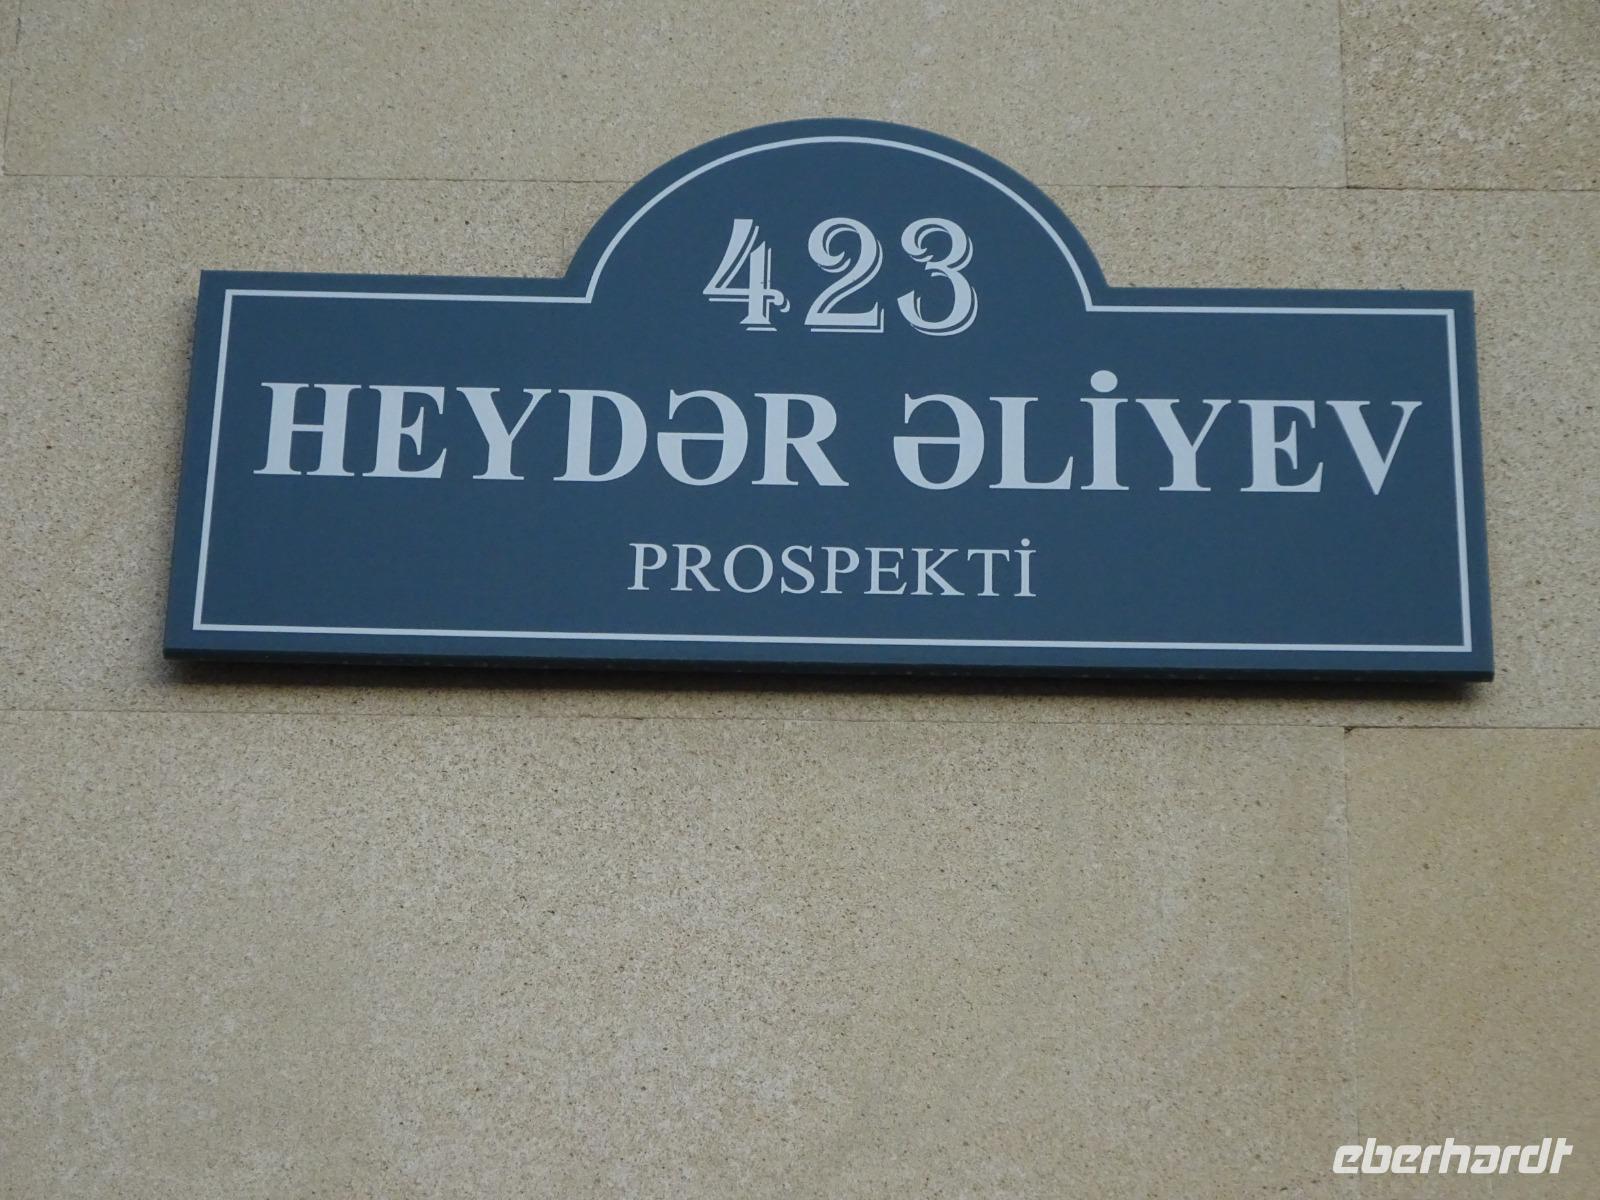 423
HEYDƏR ƏLİYEV
PROSPEKTİ
eberhardt